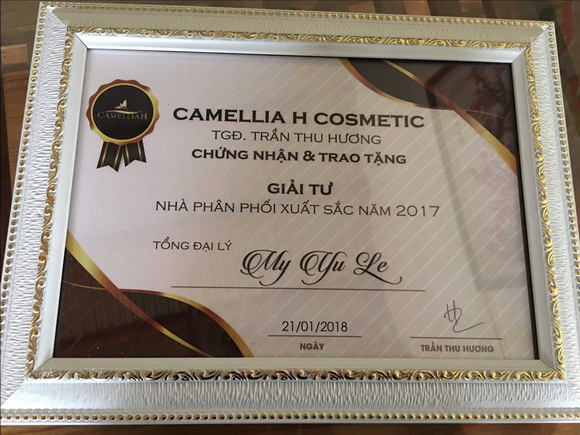 CAMELLIAH
CAMELLIA H COSMETIC
TGĐ. TRẦN THU HƯƠNG
CHỨNG NHẬN & TRAO TẶNG
GIẢI TƯ
NHÀ PHÂN PHỐI XUẤT SẮC NĂM 2017
TỔNG ĐẠI LÝ My Yu Le
21/01/2018
NGÀY
TRẦN THU HƯƠNG